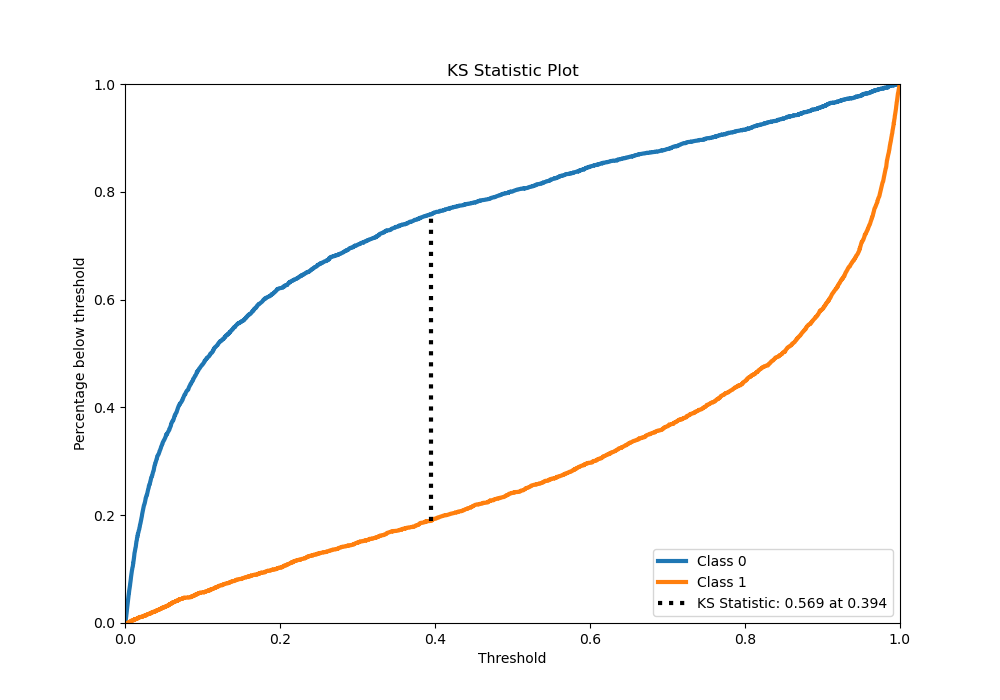 KS Statistic Plot
1.0
0.8
0.6
0.4
0.2
0.0
Percentage below threshold
0.0 0.2 0.4 0.6 0.8 1.0
Threshold
Class 0
Class 1
KS Statistic: 0.569 at 0.394